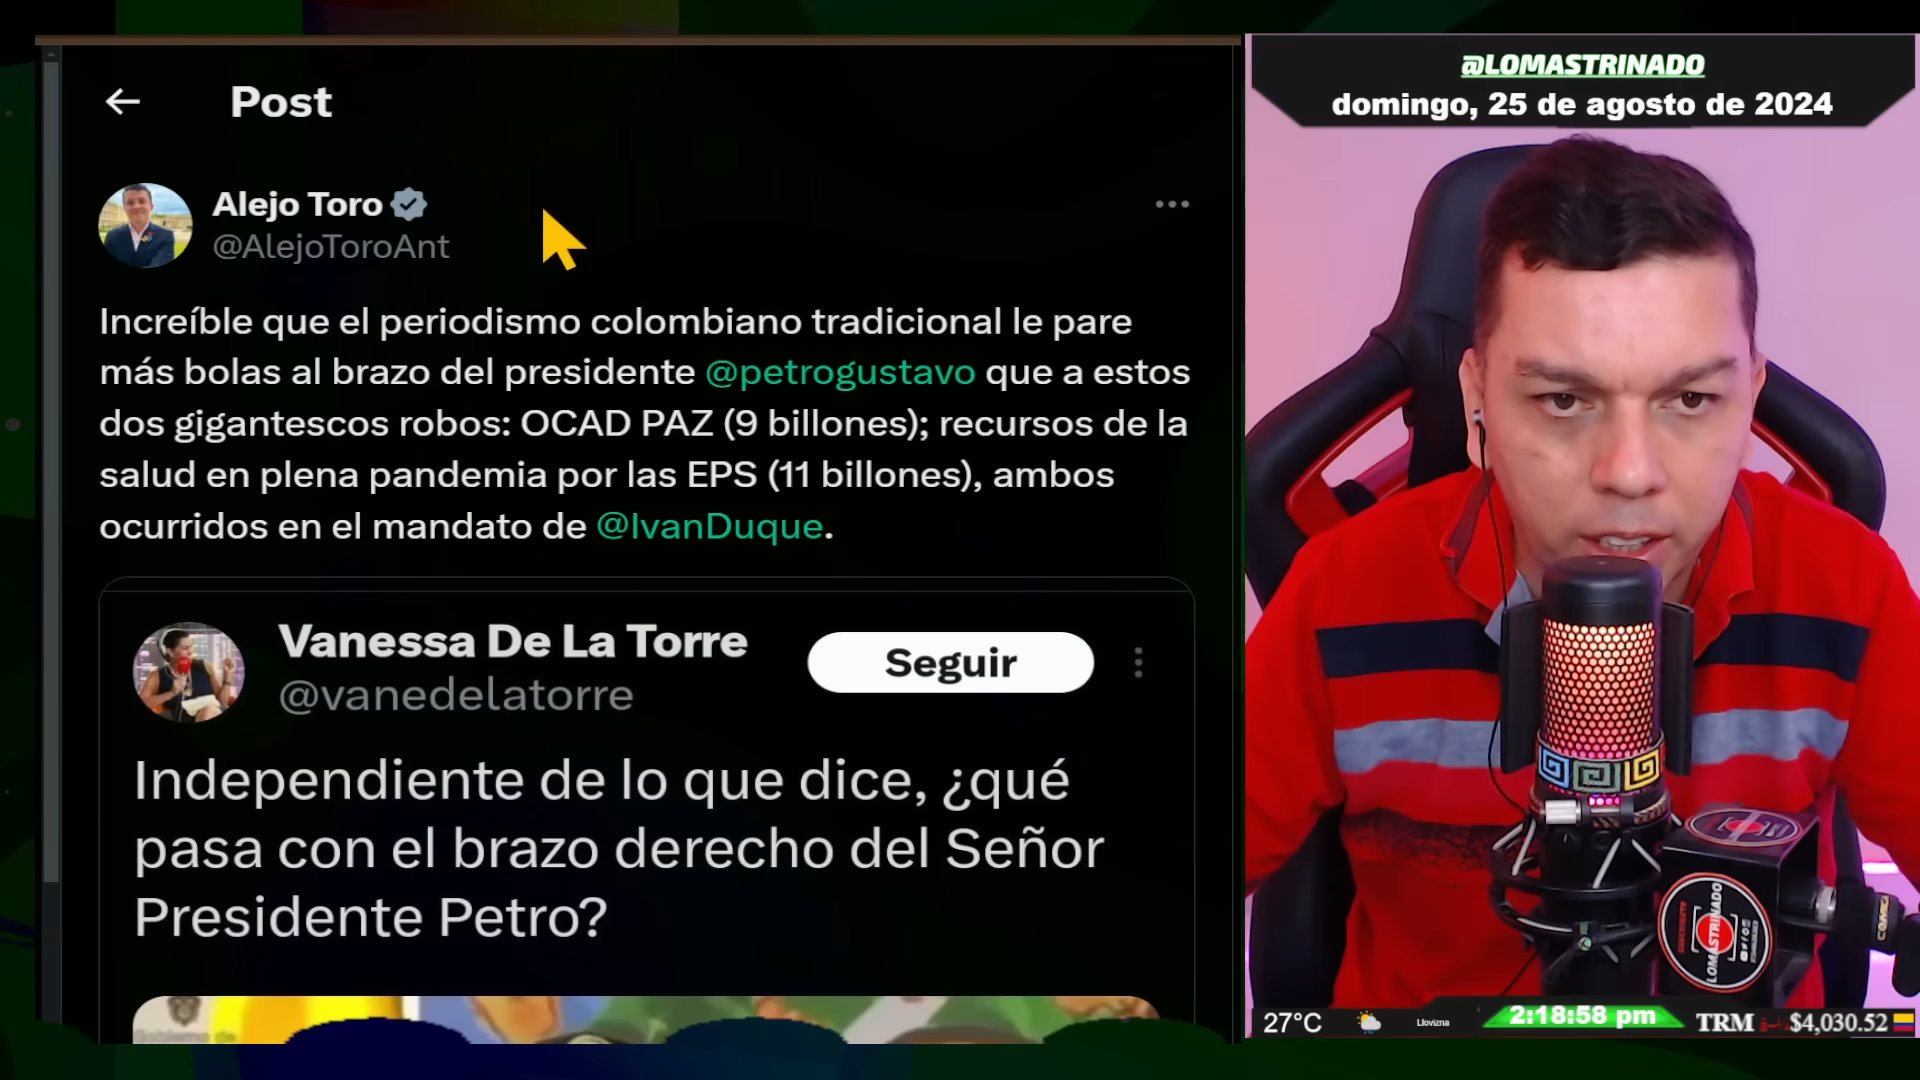 Post
Alejo Toro
@AlejoToroAnt
Increíble que el periodismo colombiano tradicional le pare
más bolas al brazo del presidente @petrogustavo que a estos
dos gigantescos robos: OCAD PAZ (9 billones); recursos de la
salud en plena pandemia por las EPS (11 billones), ambos
ocurridos en el mandato de @IvanDuque.
Vanessa De La Torre
@vanedelatorre
Seguir
Independiente de lo que dice, ¿qué
pasa con el brazo derecho del Señor
Presidente Petro?
@LOMASTRINADO
domingo, 25 de agosto de 2024
LOMASTRINADO
27°C
Llovizna
2:18:58 pm
TRM
$4,030.52